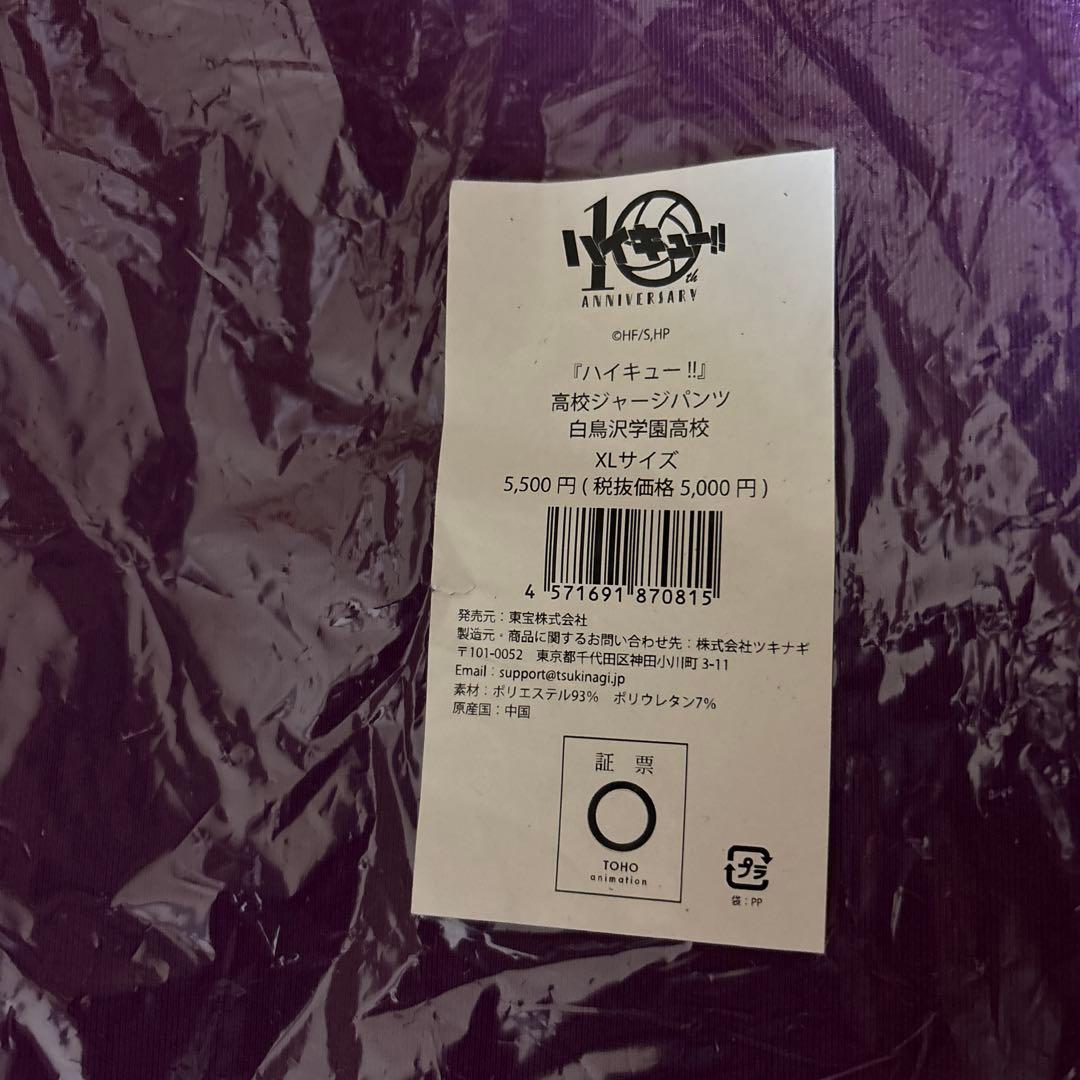 10th
ハイキュー!!
ANNIVERSARY
©HF/S,HP
『ハイキュー!!』
高校ジャージパンツ
白鳥沢学園高校
XLサイズ
5,500 円 ( 税抜価格 5,000 円 )
4 571691 870815
発売元：東宝株式会社
製造元・商品に関するお問い合わせ先：株式会社ツキナギ
〒101-0052 東京都千代田区神田小川町 3-11
Email：support@tsukinagi.jp
素材：ポリエステル93% ポリウレタン7%
原産国：中国
証 票
TOHO
animation
プラ
袋：PP